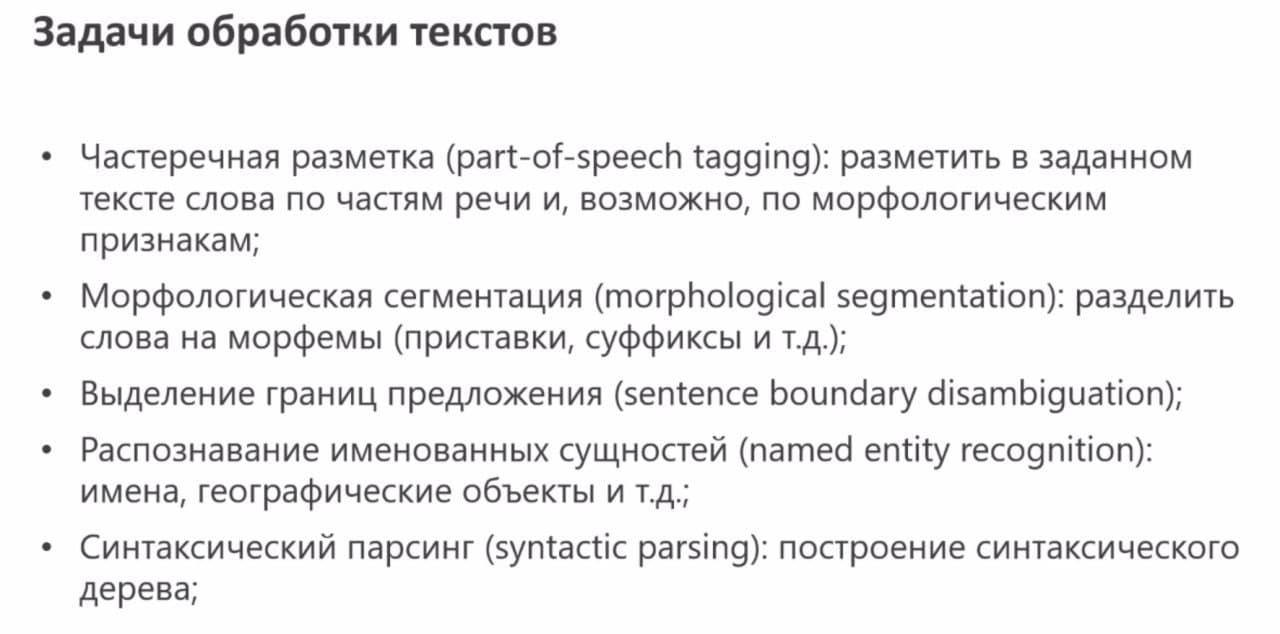 Задачи обработки текстов
• Частеречная разметка (part-of-speech tagging): разметить в заданном
тексте слова по частям речи и, возможно, по морфологическим
признакам;
• Морфологическая сегментация (morphological segmentation): разделить
слова на морфемы (приставки, суффиксы и т.д.);
• Выделение границ предложения (sentence boundary disambiguation);
• Распознавание именованных сущностей (named entity recognition):
имена, географические объекты и т.д.;
• Синтаксический парсинг (syntactic parsing): построение синтаксического
дерева;